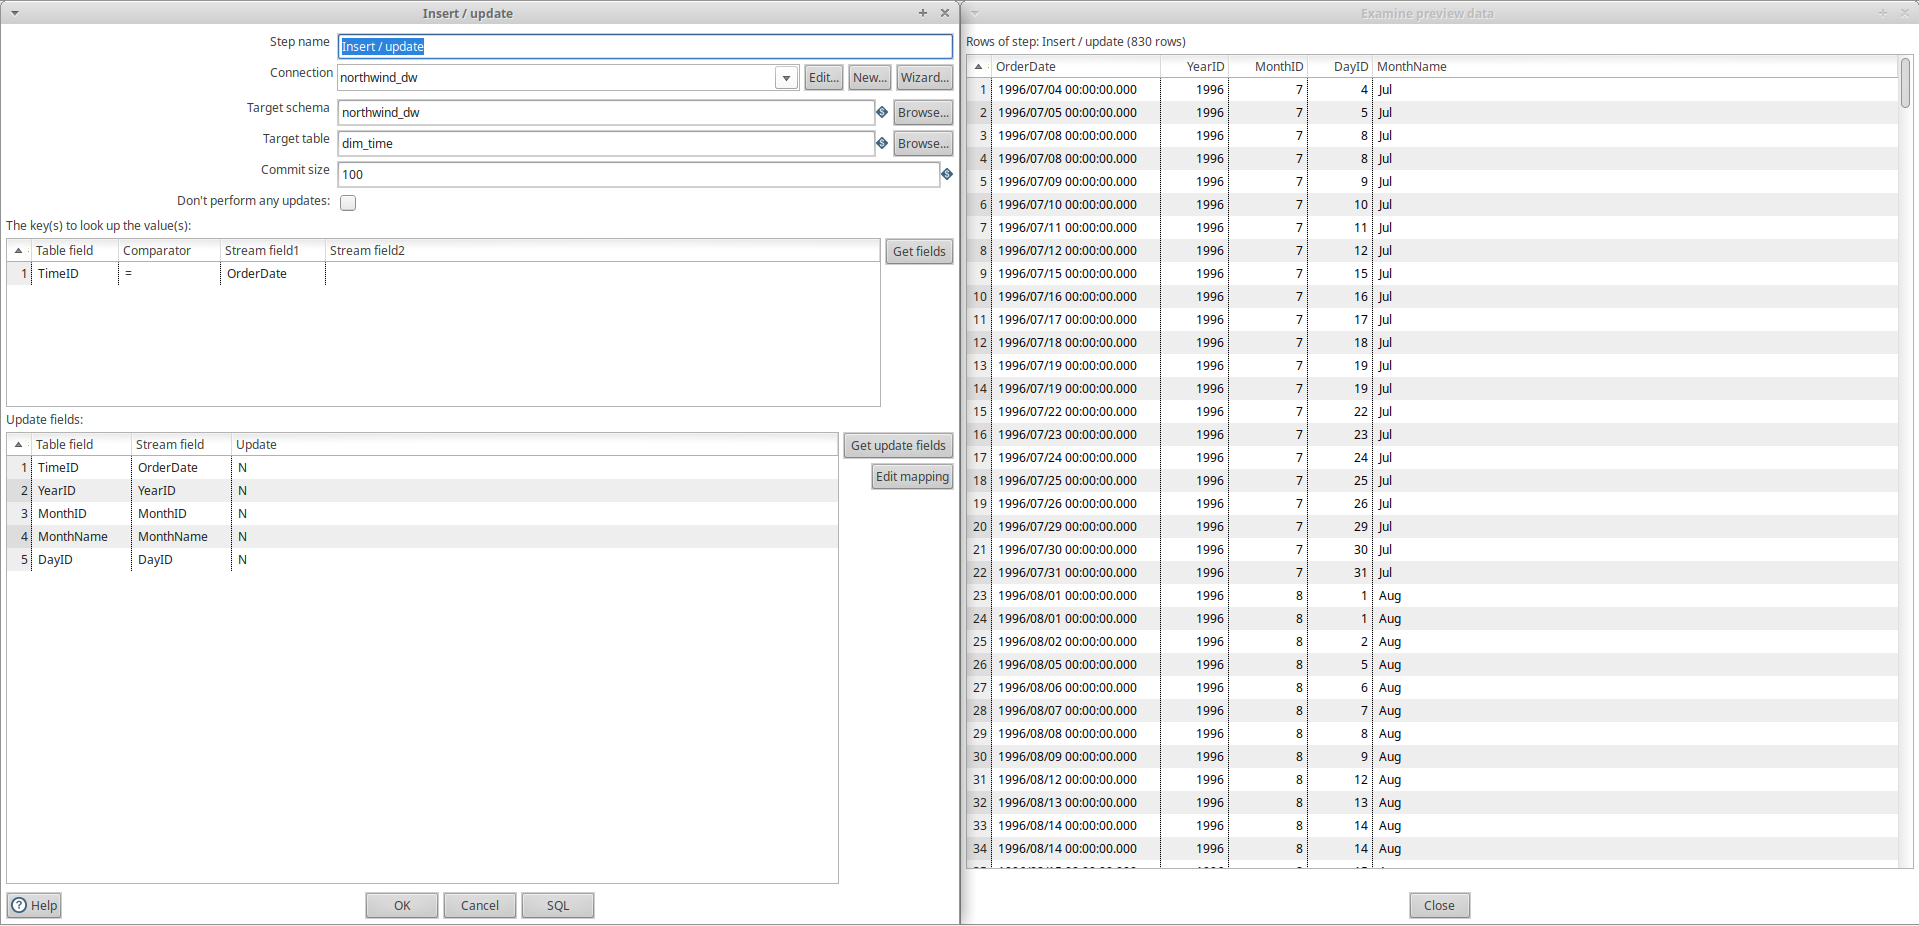 Insert / update
Step name Insert / update
Connection northwind_dw Edit... New... Wizard...
Target schema northwind_dw Browse...
Target table dim_time Browse...
Commit size 100
Don't perform any updates:
The key(s) to look up the value(s):
Table field Comparator Stream field1 Stream field2
1 TimeID = OrderDate
Get fields
Update fields:
Table field Stream field Update
1 TimeID OrderDate N
2 YearID YearID N
3 MonthID MonthID N
4 MonthName MonthName N
5 DayID DayID N
Get update fields
Edit mapping
Help OK Cancel SQL
Examine preview data
Rows of step: Insert / update (830 rows)
OrderDate YearID MonthID DayID MonthName
1 1996/07/04 00:00:00.000 1996 7 4 Jul
2 1996/07/05 00:00:00.000 1996 7 5 Jul
3 1996/07/08 00:00:00.000 1996 7 8 Jul
4 1996/07/08 00:00:00.000 1996 7 8 Jul
5 1996/07/09 00:00:00.000 1996 7 9 Jul
6 1996/07/10 00:00:00.000 1996 7 10 Jul
7 1996/07/11 00:00:00.000 1996 7 11 Jul
8 1996/07/12 00:00:00.000 1996 7 12 Jul
9 1996/07/15 00:00:00.000 1996 7 15 Jul
10 1996/07/16 00:00:00.000 1996 7 16 Jul
11 1996/07/17 00:00:00.000 1996 7 17 Jul
12 1996/07/18 00:00:00.000 1996 7 18 Jul
13 1996/07/19 00:00:00.000 1996 7 19 Jul
14 1996/07/19 00:00:00.000 1996 7 19 Jul
15 1996/07/22 00:00:00.000 1996 7 22 Jul
16 1996/07/23 00:00:00.000 1996 7 23 Jul
17 1996/07/24 00:00:00.000 1996 7 24 Jul
18 1996/07/25 00:00:00.000 1996 7 25 Jul
19 1996/07/26 00:00:00.000 1996 7 26 Jul
20 1996/07/29 00:00:00.000 1996 7 29 Jul
21 1996/07/30 00:00:00.000 1996 7 30 Jul
22 1996/07/31 00:00:00.000 1996 7 31 Jul
23 1996/08/01 00:00:00.000 1996 8 1 Aug
24 1996/08/01 00:00:00.000 1996 8 1 Aug
25 1996/08/02 00:00:00.000 1996 8 2 Aug
26 1996/08/05 00:00:00.000 1996 8 5 Aug
27 1996/08/06 00:00:00.000 1996 8 6 Aug
28 1996/08/07 00:00:00.000 1996 8 7 Aug
29 1996/08/08 00:00:00.000 1996 8 8 Aug
30 1996/08/09 00:00:00.000 1996 8 9 Aug
31 1996/08/12 00:00:00.000 1996 8 12 Aug
32 1996/08/13 00:00:00.000 1996 8 13 Aug
33 1996/08/14 00:00:00.000 1996 8 14 Aug
34 1996/08/14 00:00:00.000 1996 8 14 Aug
Close